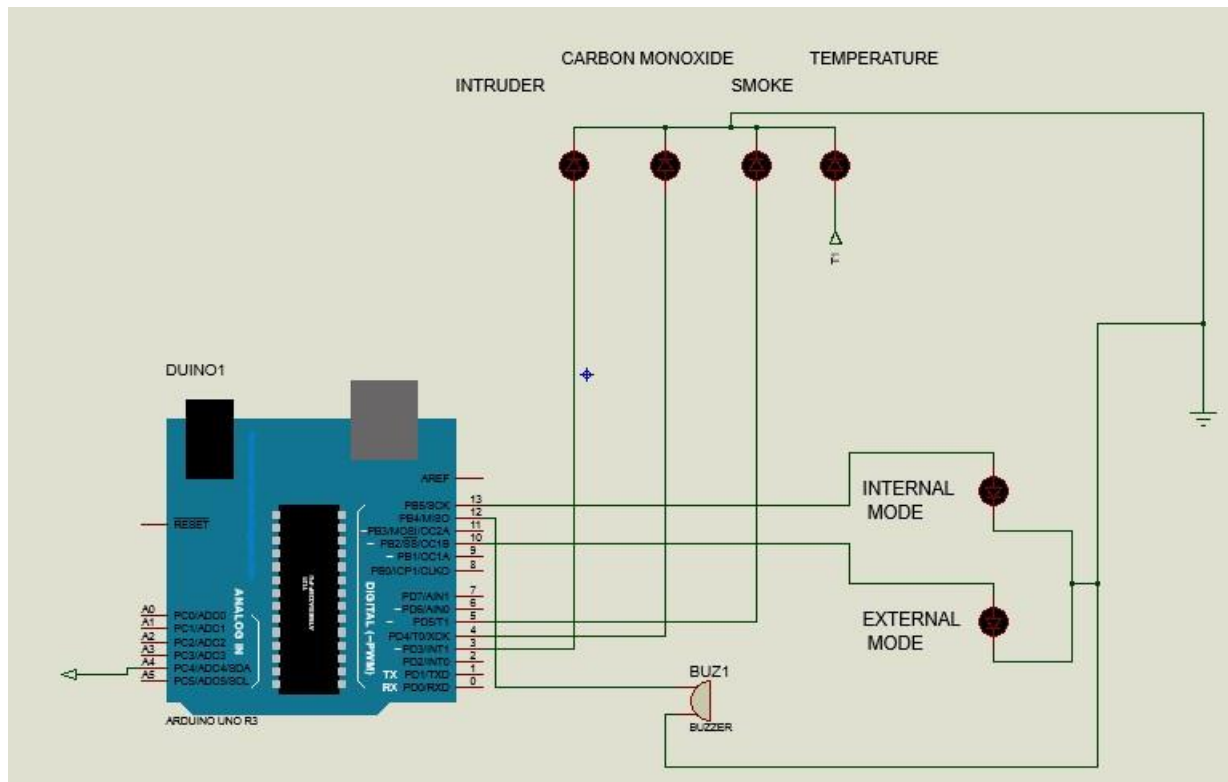 CARBON MONOXIDE
TEMPERATURE
INTRUDER
SMOKE
DUINO1
AREF
RESET
PB5/SCK 13
PB4/MISO 12
~PB3/MOSI/OC2A 11
~ PB2/SS/OC1B 10
~ PB1/OC1A 9
PB0/ICP1/CLKO 8
PD7/AIN1 7
~PD6/AIN0 6
~ PD5/T1 5
PD4/T0/XCK 4
~PD3/INT1 3
PD2/INT0 2
TX PD1/TXD 1
RX PD0/RXD 0
DIGITAL (~PWM)
ANALOG IN
A0 PC0/ADC0
A1 PC1/ADC1
A2 PC2/ADC2
A3 PC3/ADC3
A4 PC4/ADC4/SDA
A5 PC5/ADC5/SCL
ARDUINO UNO R3
INTERNAL
MODE
EXTERNAL
MODE
BUZ1
BUZZER